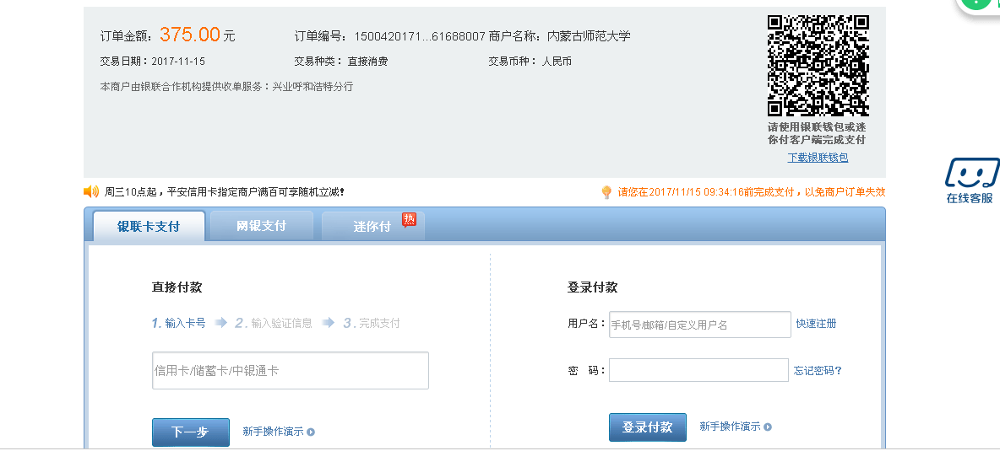 订单金额：375.00元 订单编号：1500420171...61688007 商户名称：内蒙古师范大学
交易日期：2017-11-15 交易种类：直接消费 交易币种：人民币
本商户由银联合作机构提供收单服务：兴业呼和浩特分行
请使用银联钱包或迷
你付客户端完成支付
下载银联钱包
在线客服
周三10点起，平安信用卡指定商户满百可享随机立减！
请您在2017/11/15 09:34:16前完成支付，以免商户订单失效
银联卡支付 网银支付 迷你付 热
直接付款
1. 输入卡号 2. 输入验证信息 3. 完成支付
信用卡/储蓄卡/中银通卡
下一步 新手操作演示
登录付款
用户名： 手机号/邮箱/自定义用户名 快速注册
密 码： 忘记密码？
登录付款 新手操作演示